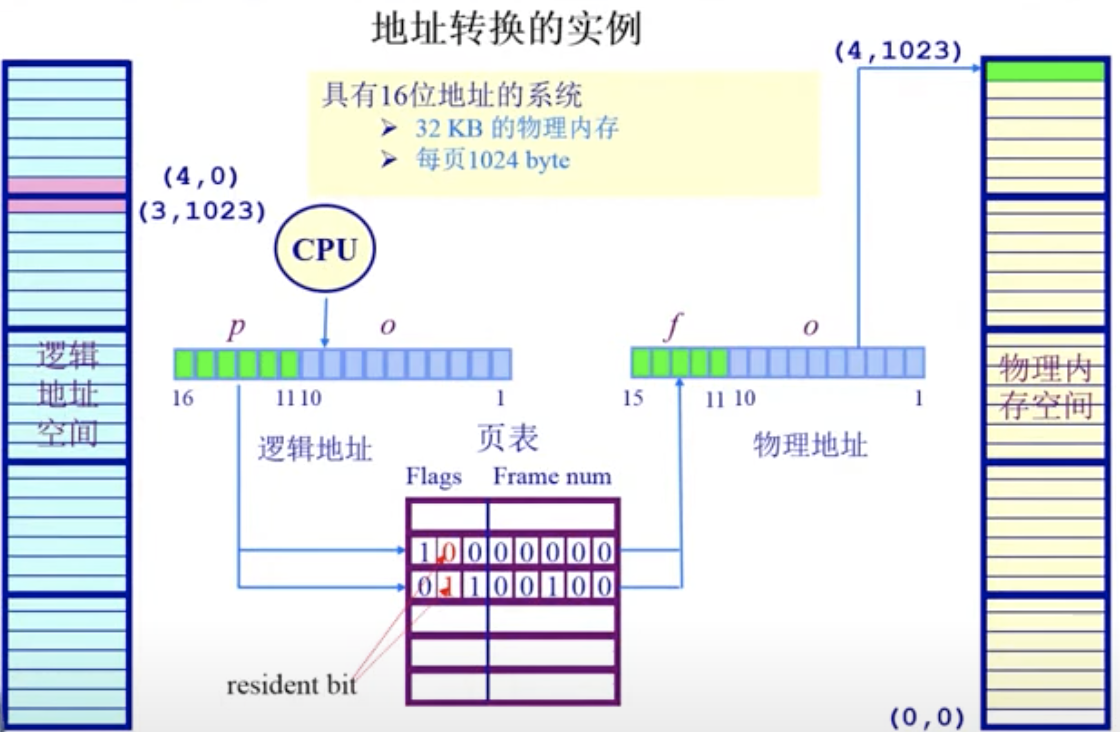 地址转换的实例
(4,1023)
具有16位地址的系统
➢ 32 KB 的物理内存
➢ 每页1024 byte
(4,0)
(3,1023)
CPU
p o
f o
16 11 10 1
15 11 10 1
逻辑
地址
空间
物理内
存空间
逻辑地址
页表
物理地址
Flags Frame num
1 0 0 0 0 0 0 0
0 1 1 0 0 1 0 0
resident bit
(0,0)